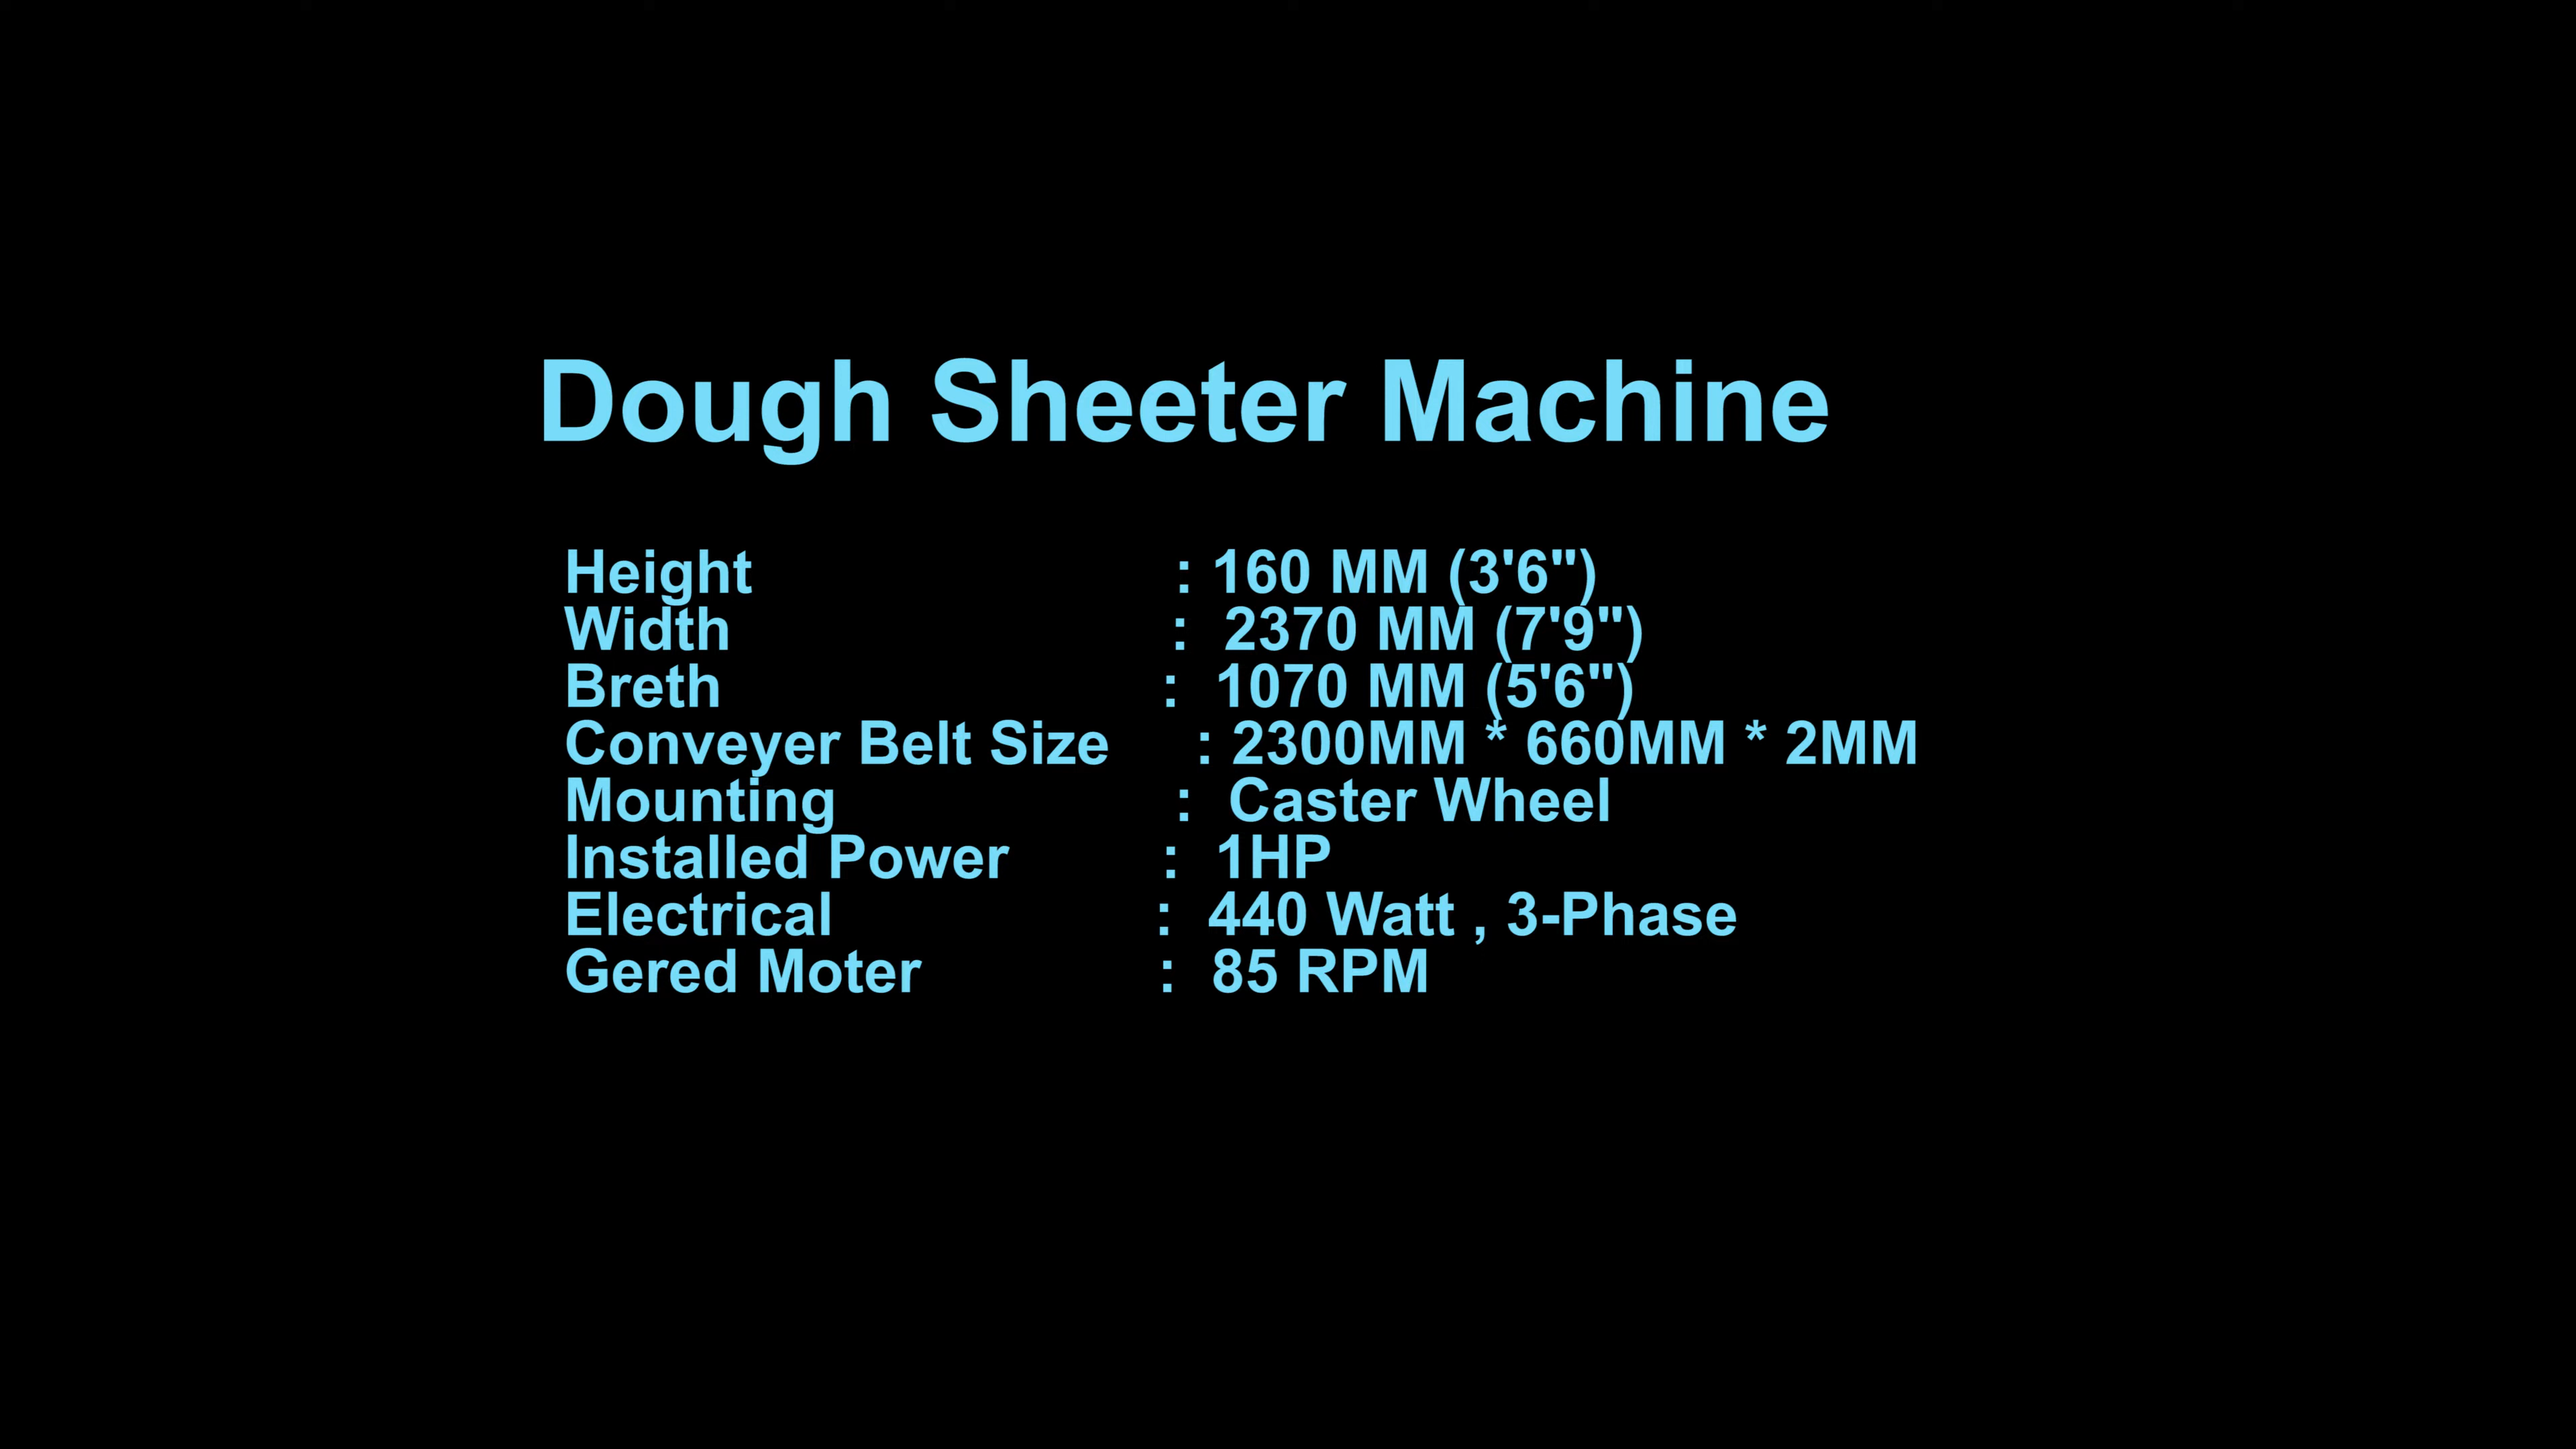 Dough Sheeter Machine
Height : 160 MM (3'6")
Width : 2370 MM (7'9")
Breth : 1070 MM (5'6")
Conveyer Belt Size : 2300MM * 660MM * 2MM
Mounting : Caster Wheel
Installed Power : 1HP
Electrical : 440 Watt , 3-Phase
Gered Moter : 85 RPM